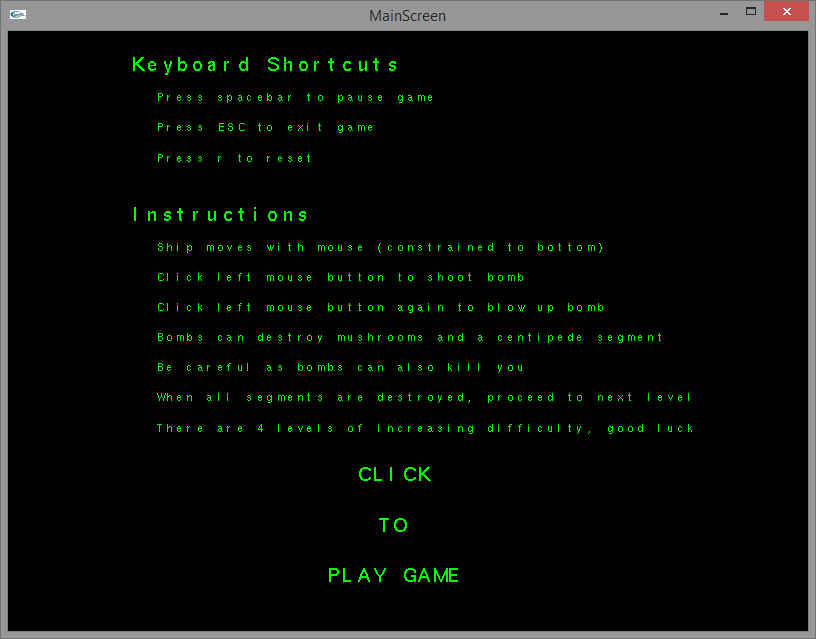 MainScreen
Keyboard Shortcuts
Press spacebar to pause game
Press ESC to exit game
Press r to reset
Instructions
Ship moves with mouse (constrained to bottom)
Click left mouse button to shoot bomb
Click left mouse button again to blow up bomb
Bombs can destroy mushrooms and a centipede segment
Be careful as bombs can also kill you
When all segments are destroyed, proceed to next level
There are 4 levels of increasing difficulty, good luck
CLICK
TO
PLAY GAME